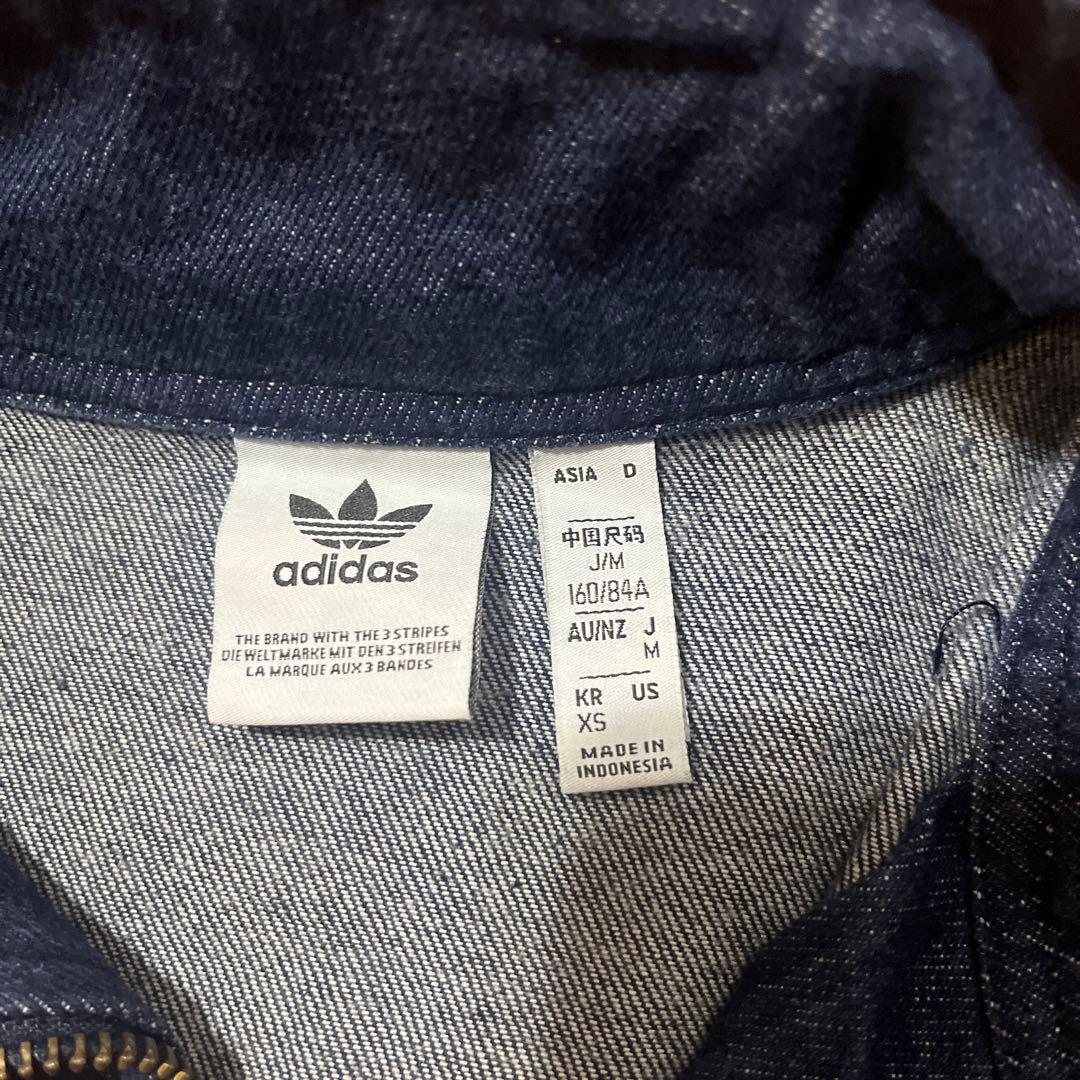 adidas
THE BRAND WITH THE 3 STRIPES
DIE WELTMARKE MIT DEN 3 STREIFEN
LA MARQUE AUX 3 BANDES
ASIA D
中国尺码
J/M
160/84A
AU/NZ J
M
KR US
XS
MADE IN
INDONESIA